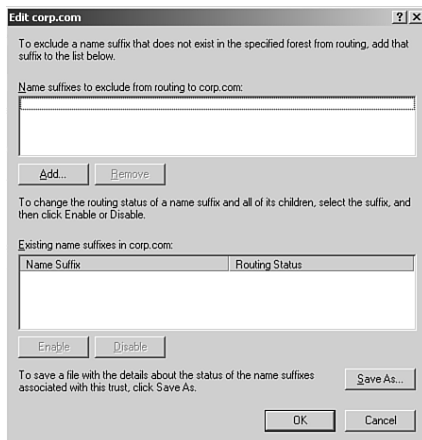 Edit corp.com
? X
To exclude a name suffix that does not exist in the specified forest from routing, add that
suffix to the list below.
Name suffixes to exclude from routing to corp.com:
Add... Remove
To change the routing status of a name suffix and all of its children, select the suffix, and
then click Enable or Disable.
Existing name suffixes in corp.com:
Name Suffix Routing Status
Enable Disable
To save a file with the details about the status of the name suffixes
associated with this trust, click Save As.
Save As...
OK Cancel